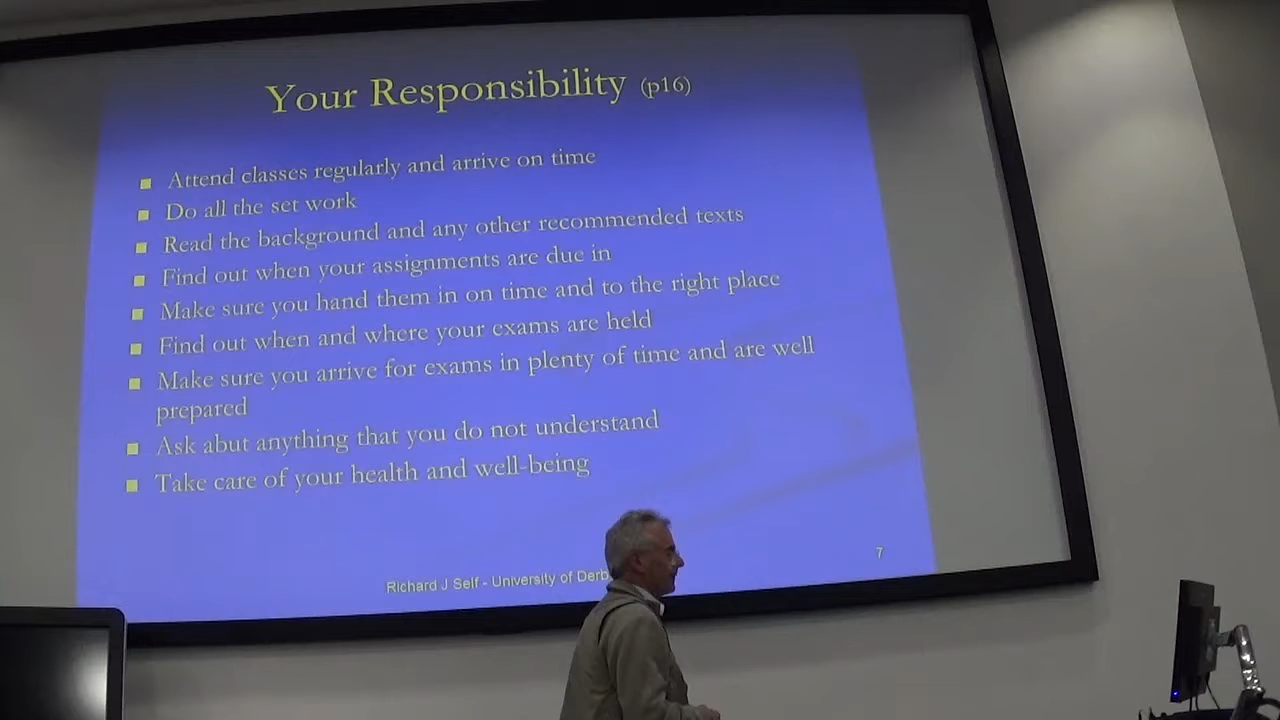 Your Responsibility (p16)
Attend classes regularly and arrive on time
Do all the set work
Read the background and any other recommended texts
Find out when your assignments are due in
Make sure you hand them in on time and to the right place
Find out when and where your exams are held
Make sure you arrive for exams in plenty of time and are well
prepared
Ask abut anything that you do not understand
Take care of your health and well-being
Richard J Self - University of Derb
7